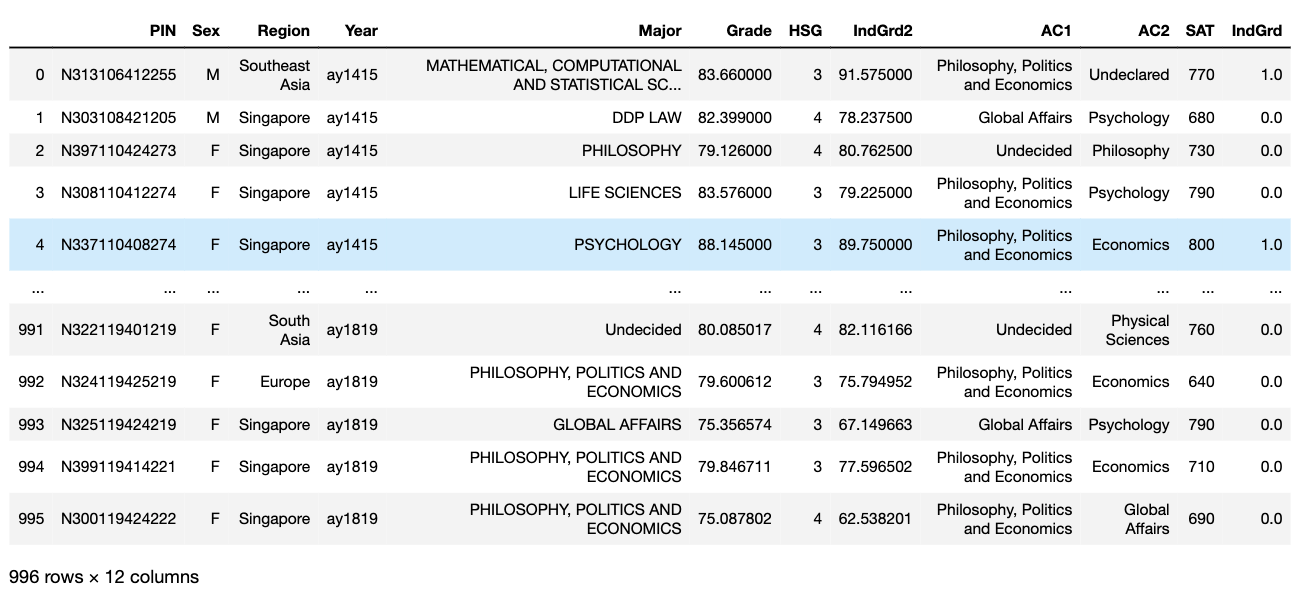 PIN Sex Region Year Major Grade HSG IndGrd2 AC1 AC2 SAT IndGrd
0 N313106412255 M Southeast Asia ay1415 MATHEMATICAL, COMPUTATIONAL AND STATISTICAL SC... 83.660000 3 91.575000 Philosophy, Politics and Economics Undeclared 770 1.0
1 N303108421205 M Singapore ay1415 DDP LAW 82.399000 4 78.237500 Global Affairs Psychology 680 0.0
2 N397110424273 F Singapore ay1415 PHILOSOPHY 79.126000 4 80.762500 Undecided Philosophy 730 0.0
3 N308110412274 F Singapore ay1415 LIFE SCIENCES 83.576000 3 79.225000 Philosophy, Politics and Economics Psychology 790 0.0
4 N337110408274 F Singapore ay1415 PSYCHOLOGY 88.145000 3 89.750000 Philosophy, Politics and Economics Economics 800 1.0
... ... ... ... ... ... ... ... ... ... ... ... ...
991 N322119401219 F South Asia ay1819 Undecided 80.085017 4 82.116166 Undecided Physical Sciences 760 0.0
992 N324119425219 F Europe ay1819 PHILOSOPHY, POLITICS AND ECONOMICS 79.600612 3 75.794952 Philosophy, Politics and Economics Economics 640 0.0
993 N325119424219 F Singapore ay1819 GLOBAL AFFAIRS 75.356574 3 67.149663 Global Affairs Psychology 790 0.0
994 N399119414221 F Singapore ay1819 PHILOSOPHY, POLITICS AND ECONOMICS 79.846711 3 77.596502 Philosophy, Politics and Economics Economics 710 0.0
995 N300119424222 F Singapore ay1819 PHILOSOPHY, POLITICS AND ECONOMICS 75.087802 4 62.538201 Philosophy, Politics and Economics Global Affairs 690 0.0
996 rows × 12 columns